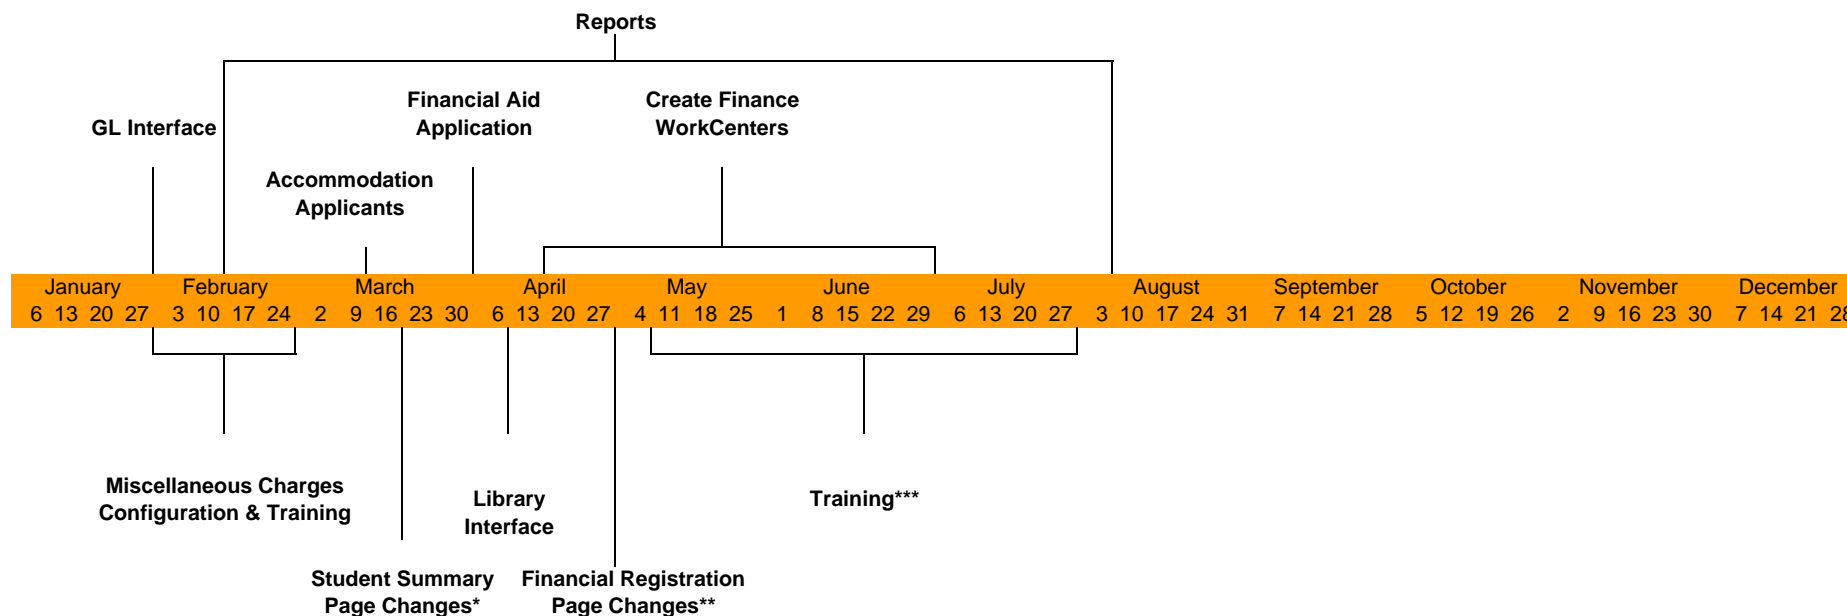 Reports
Financial Aid
Application
Create Finance
WorkCenters
GL Interface
Accommodation
Applicants
January February March April May June July August September October November December
6 13 20 27 3 10 17 24 2 9 16 23 30 6 13 20 27 4 11 18 25 1 8 15 22 29 6 13 20 27 3 10 17 24 31 7 14 21 28 5 12 19 26 2 9 16 23 30 7 14 21 28
Miscellaneous Charges
Configuration & Training
Library
Interface
Training***
Student Summary
Page Changes*
Financial Registration
Page Changes**